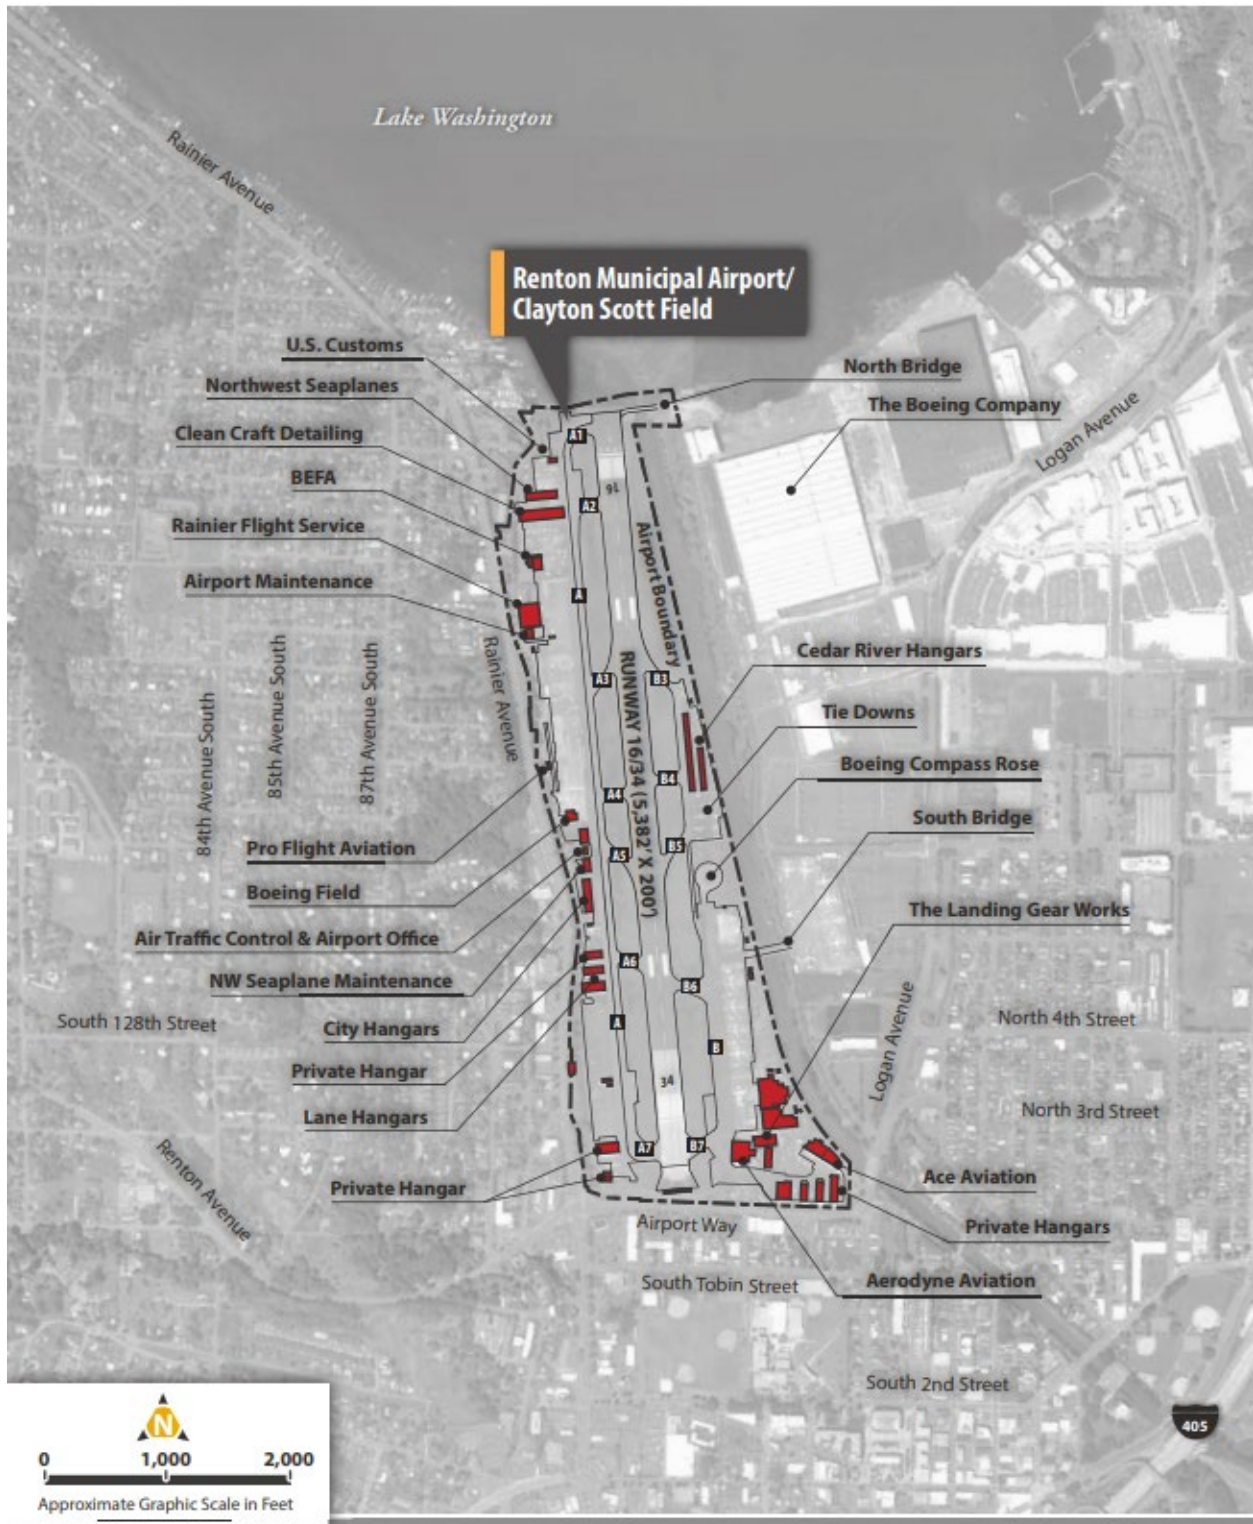 Lake Washington
Rainier Avenue
Renton Municipal Airport/
Clayton Scott Field
U.S. Customs
Northwest Seaplanes
Clean Craft Detailing
BEFA
Rainier Flight Service
Airport Maintenance
North Bridge
The Boeing Company
Logan Avenue
A1
16
A2
A
Airport Boundary
Rainier Avenue
84th Avenue South
85th Avenue South
87th Avenue South
A3
B3
RUNWAY 16/34 (5,382' X 200')
Cedar River Hangars
Tie Downs
Boeing Compass Rose
South Bridge
The Landing Gear Works
A4
B4
A5
B5
Pro Flight Aviation
Boeing Field
Air Traffic Control & Airport Office
NW Seaplane Maintenance
City Hangars
Private Hangar
Lane Hangars
Private Hangar
A6
B6
A
B
34
A7
B7
South 128th Street
Renton Avenue
Logan Avenue
North 4th Street
North 3rd Street
Ace Aviation
Private Hangars
Aerodyne Aviation
Airport Way
South Tobin Street
South 2nd Street
405
N
0 1,000 2,000
Approximate Graphic Scale in Feet